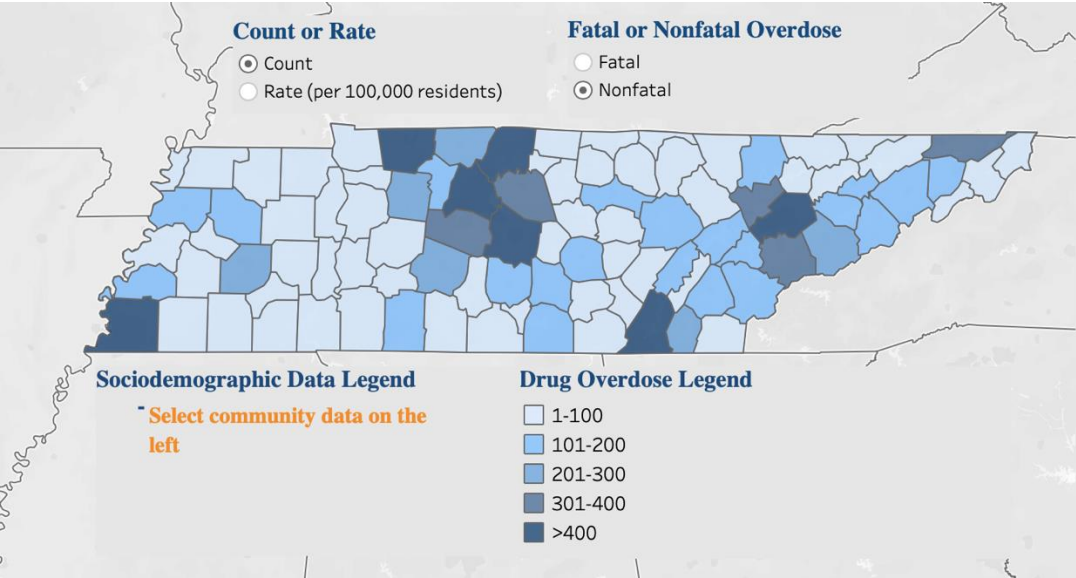 Count or Rate
Count
Rate (per 100,000 residents)
Fatal or Nonfatal Overdose
Fatal
Nonfatal
Sociodemographic Data Legend
- Select community data on the
left
Drug Overdose Legend
1-100
101-200
201-300
301-400
>400